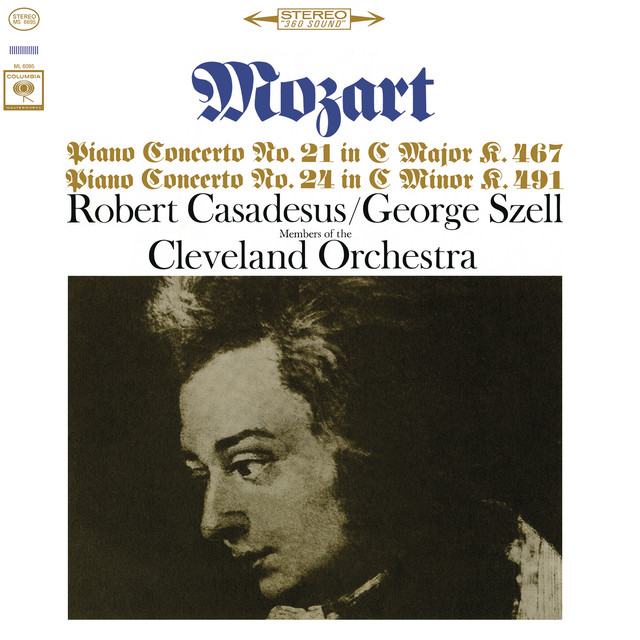 STEREO
"360 SOUND"
STEREO
MS 6695
ML 6095
COLUMBIA
MASTERWORKS
Mozart
Piano Concerto No. 21 in C Major K. 467
Piano Concerto No. 24 in C Minor K. 491
Robert Casadesus/George Szell
Members of the
Cleveland Orchestra